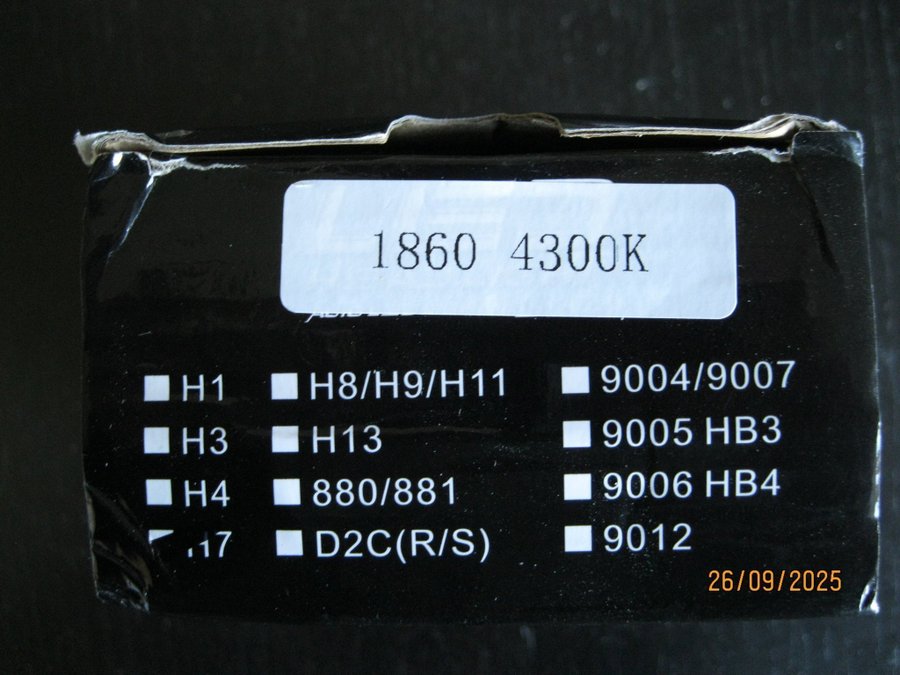 1860 4300K
H1 H8/H9/H11 9004/9007
H3 H13 9005 HB3
H4 880/881 9006 HB4
H7 D2C(R/S) 9012
26/09/2025